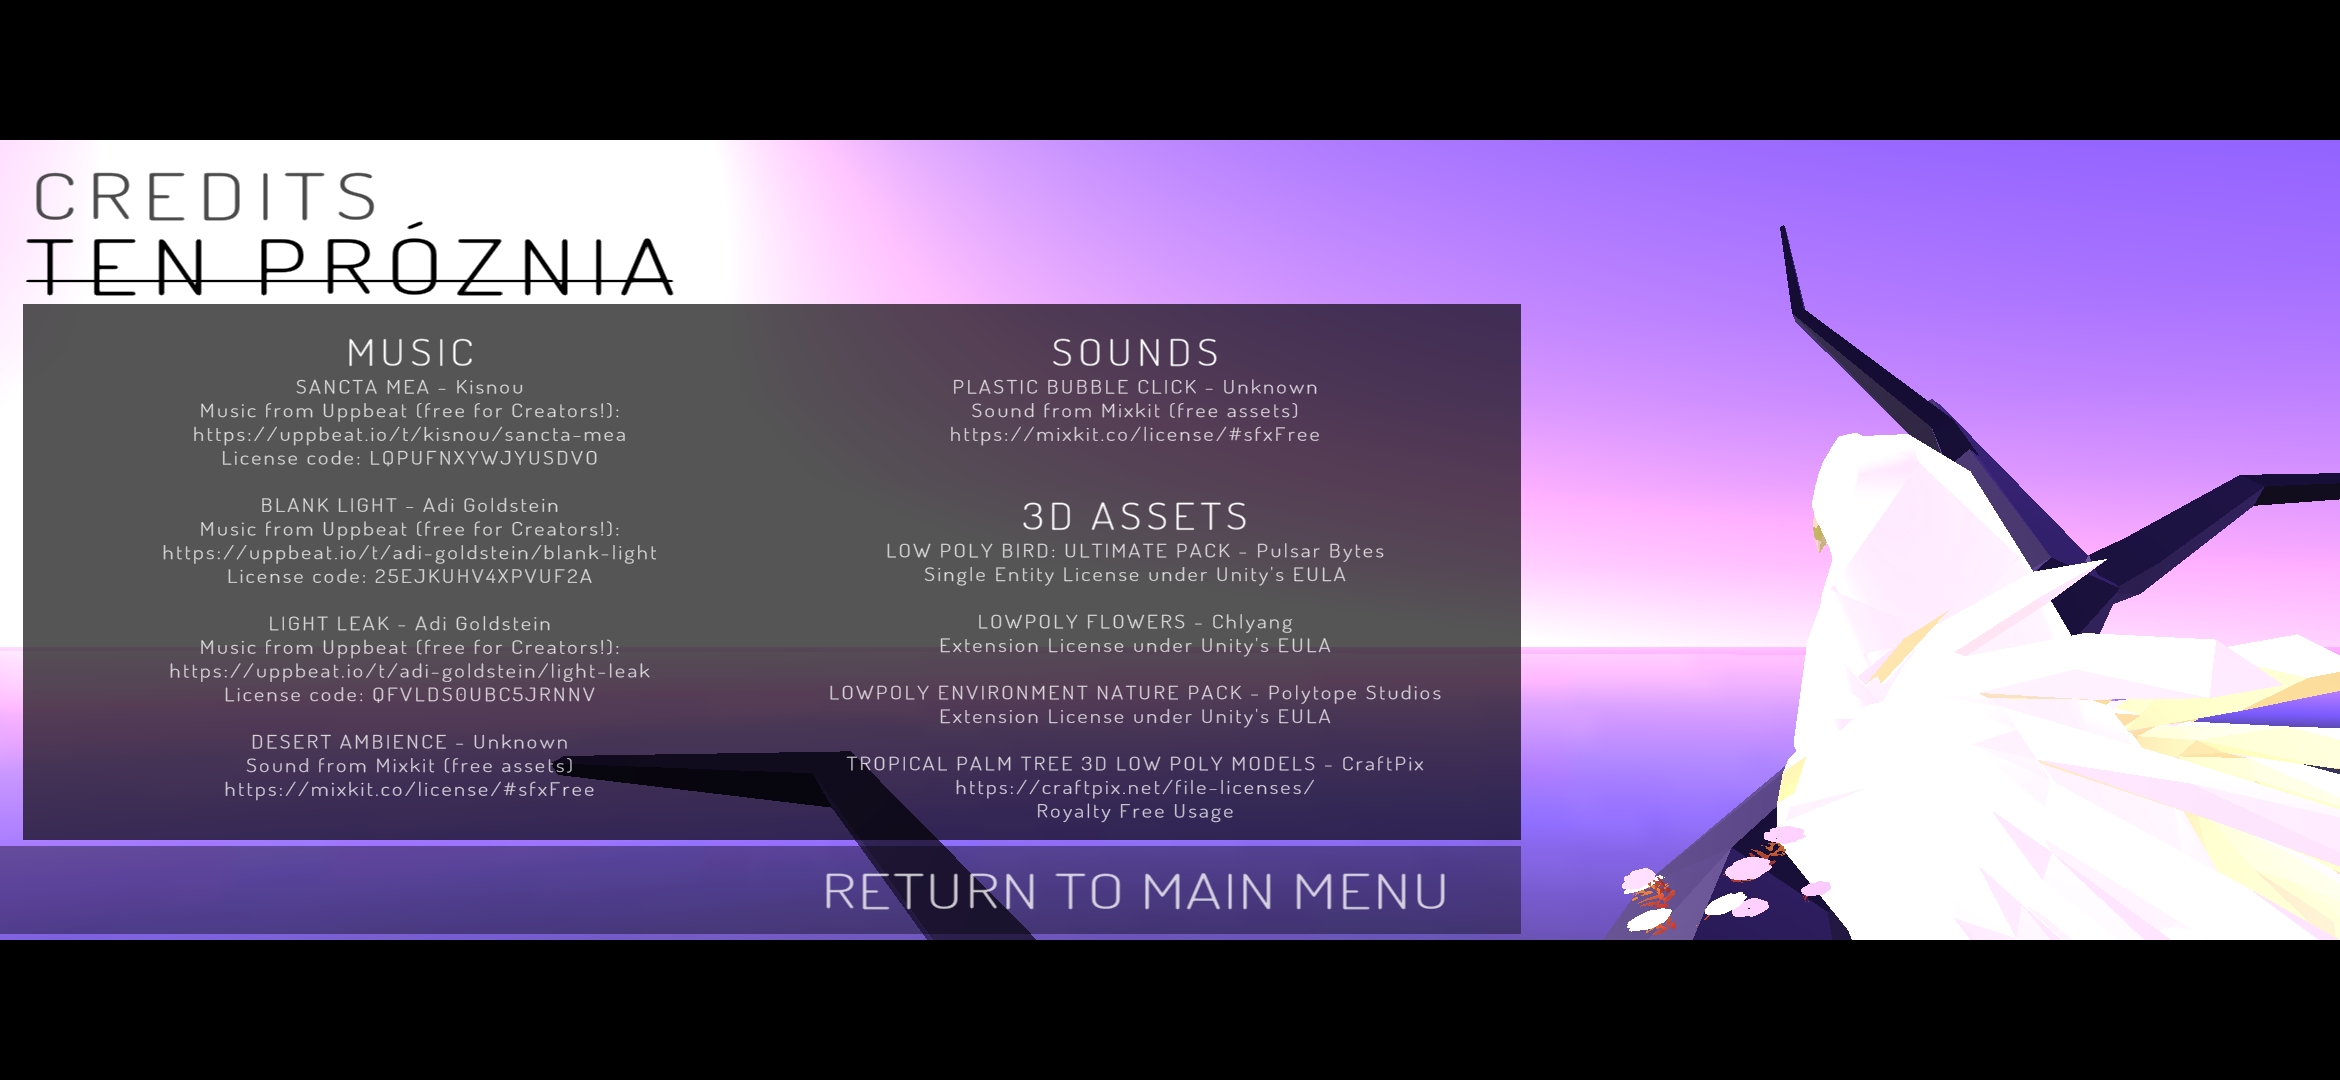 CREDITS
TEN PRÓZNIA
MUSIC
SANCTA MEA - Kisnou
Music from Uppbeat (free for Creators!):
https://uppbeat.io/t/kisnou/sancta-mea
License code: LQPUFNXYWJYUSDVO
BLANK LIGHT - Adi Goldstein
Music from Uppbeat (free for Creators!):
https://uppbeat.io/t/adi-goldstein/blank-light
License code: 25EJKUHV4XPVUF2A
LIGHT LEAK - Adi Goldstein
Music from Uppbeat (free for Creators!):
https://uppbeat.io/t/adi-goldstein/light-leak
License code: QFVLDS0UBC5JRNNV
DESERT AMBIENCE - Unknown
Sound from Mixkit (free assets)
https://mixkit.co/license/#sfxFree
SOUNDS
PLASTIC BUBBLE CLICK - Unknown
Sound from Mixkit (free assets)
https://mixkit.co/license/#sfxFree
3D ASSETS
LOW POLY BIRD: ULTIMATE PACK - Pulsar Bytes
Single Entity License under Unity's EULA
LOWPOLY FLOWERS - Chlyang
Extension License under Unity's EULA
LOWPOLY ENVIRONMENT NATURE PACK - Polytope Studios
Extension License under Unity's EULA
TROPICAL PALM TREE 3D LOW POLY MODELS - CraftPix
https://craftpix.net/file-licenses/
Royalty Free Usage
RETURN TO MAIN MENU